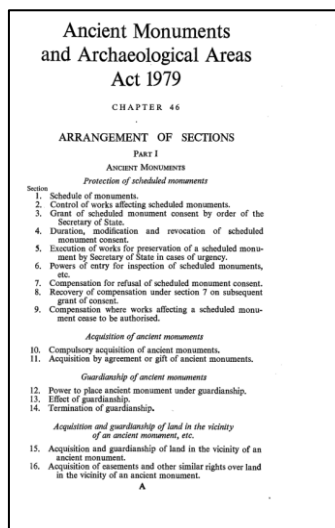 Ancient Monuments
and Archaeological Areas
Act 1979
CHAPTER 46
ARRANGEMENT OF SECTIONS
PART I
ANCIENT MONUMENTS
Protection of scheduled monuments
Section
1. Schedule of monuments.
2. Control of works affecting scheduled monuments.
3. Grant of scheduled monument consent by order of the
Secretary of State.
4. Duration, modification and revocation of scheduled
monument consent.
5. Execution of works for preservation of a scheduled monu-
ment by Secretary of State in cases of urgency.
6. Powers of entry for inspection of scheduled monuments,
etc.
7. Compensation for refusal of scheduled monument consent.
8. Recovery of compensation under section 7 on subsequent
grant of consent.
9. Compensation where works affecting a scheduled monu-
ment cease to be authorised.
Acquisition of ancient monuments
10. Compulsory acquisition of ancient monuments.
11. Acquisition by agreement or gift of ancient monuments.
Guardianship of ancient monuments
12. Power to place ancient monument under guardianship.
13. Effect of guardianship.
14. Termination of guardianship.
Acquisition and guardianship of land in the vicinity
of an ancient monument, etc.
15. Acquisition and guardianship of land in the vicinity of an
ancient monument.
16. Acquisition of easements and other similar rights over land
in the vicinity of an ancient monument.
A